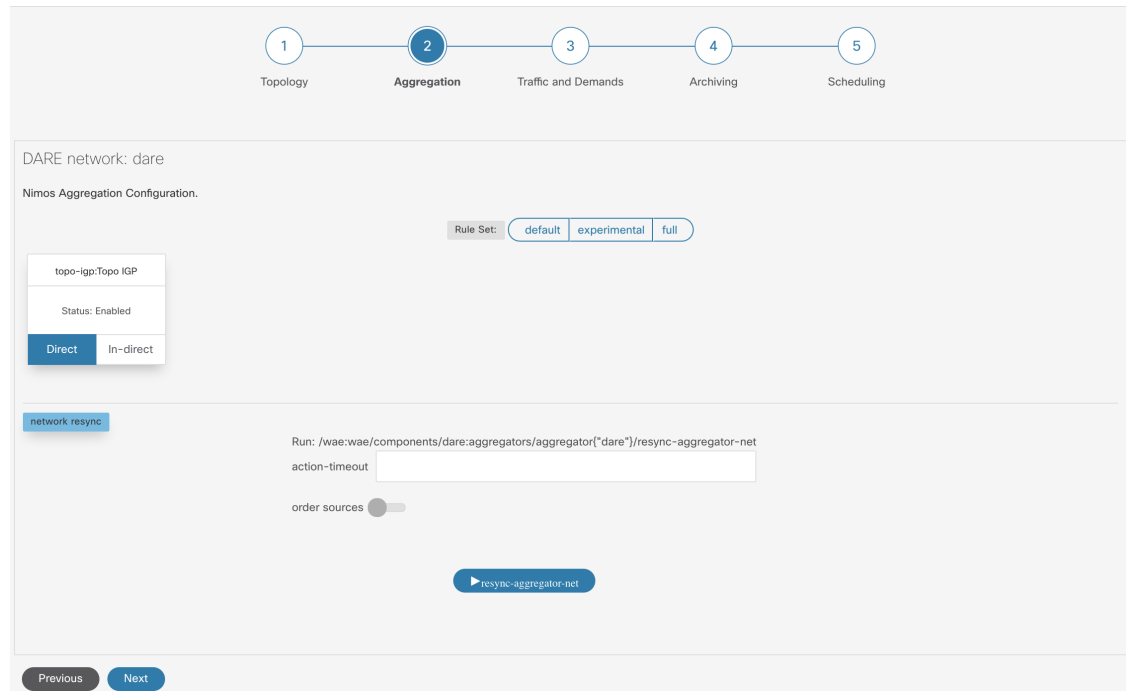 1 2 3 4 5
Topology Aggregation Traffic and Demands Archiving Scheduling
DARE network: dare
Nimos Aggregation Configuration.
Rule Set: default experimental full
topo-igp:Topo IGP
Status: Enabled
Direct In-direct
network resync
Run: /wae:wae/components/dare:aggregators/aggregator{"dare"}/resync-aggregator-net
action-timeout
order sources
resync-aggregator-net
Previous Next